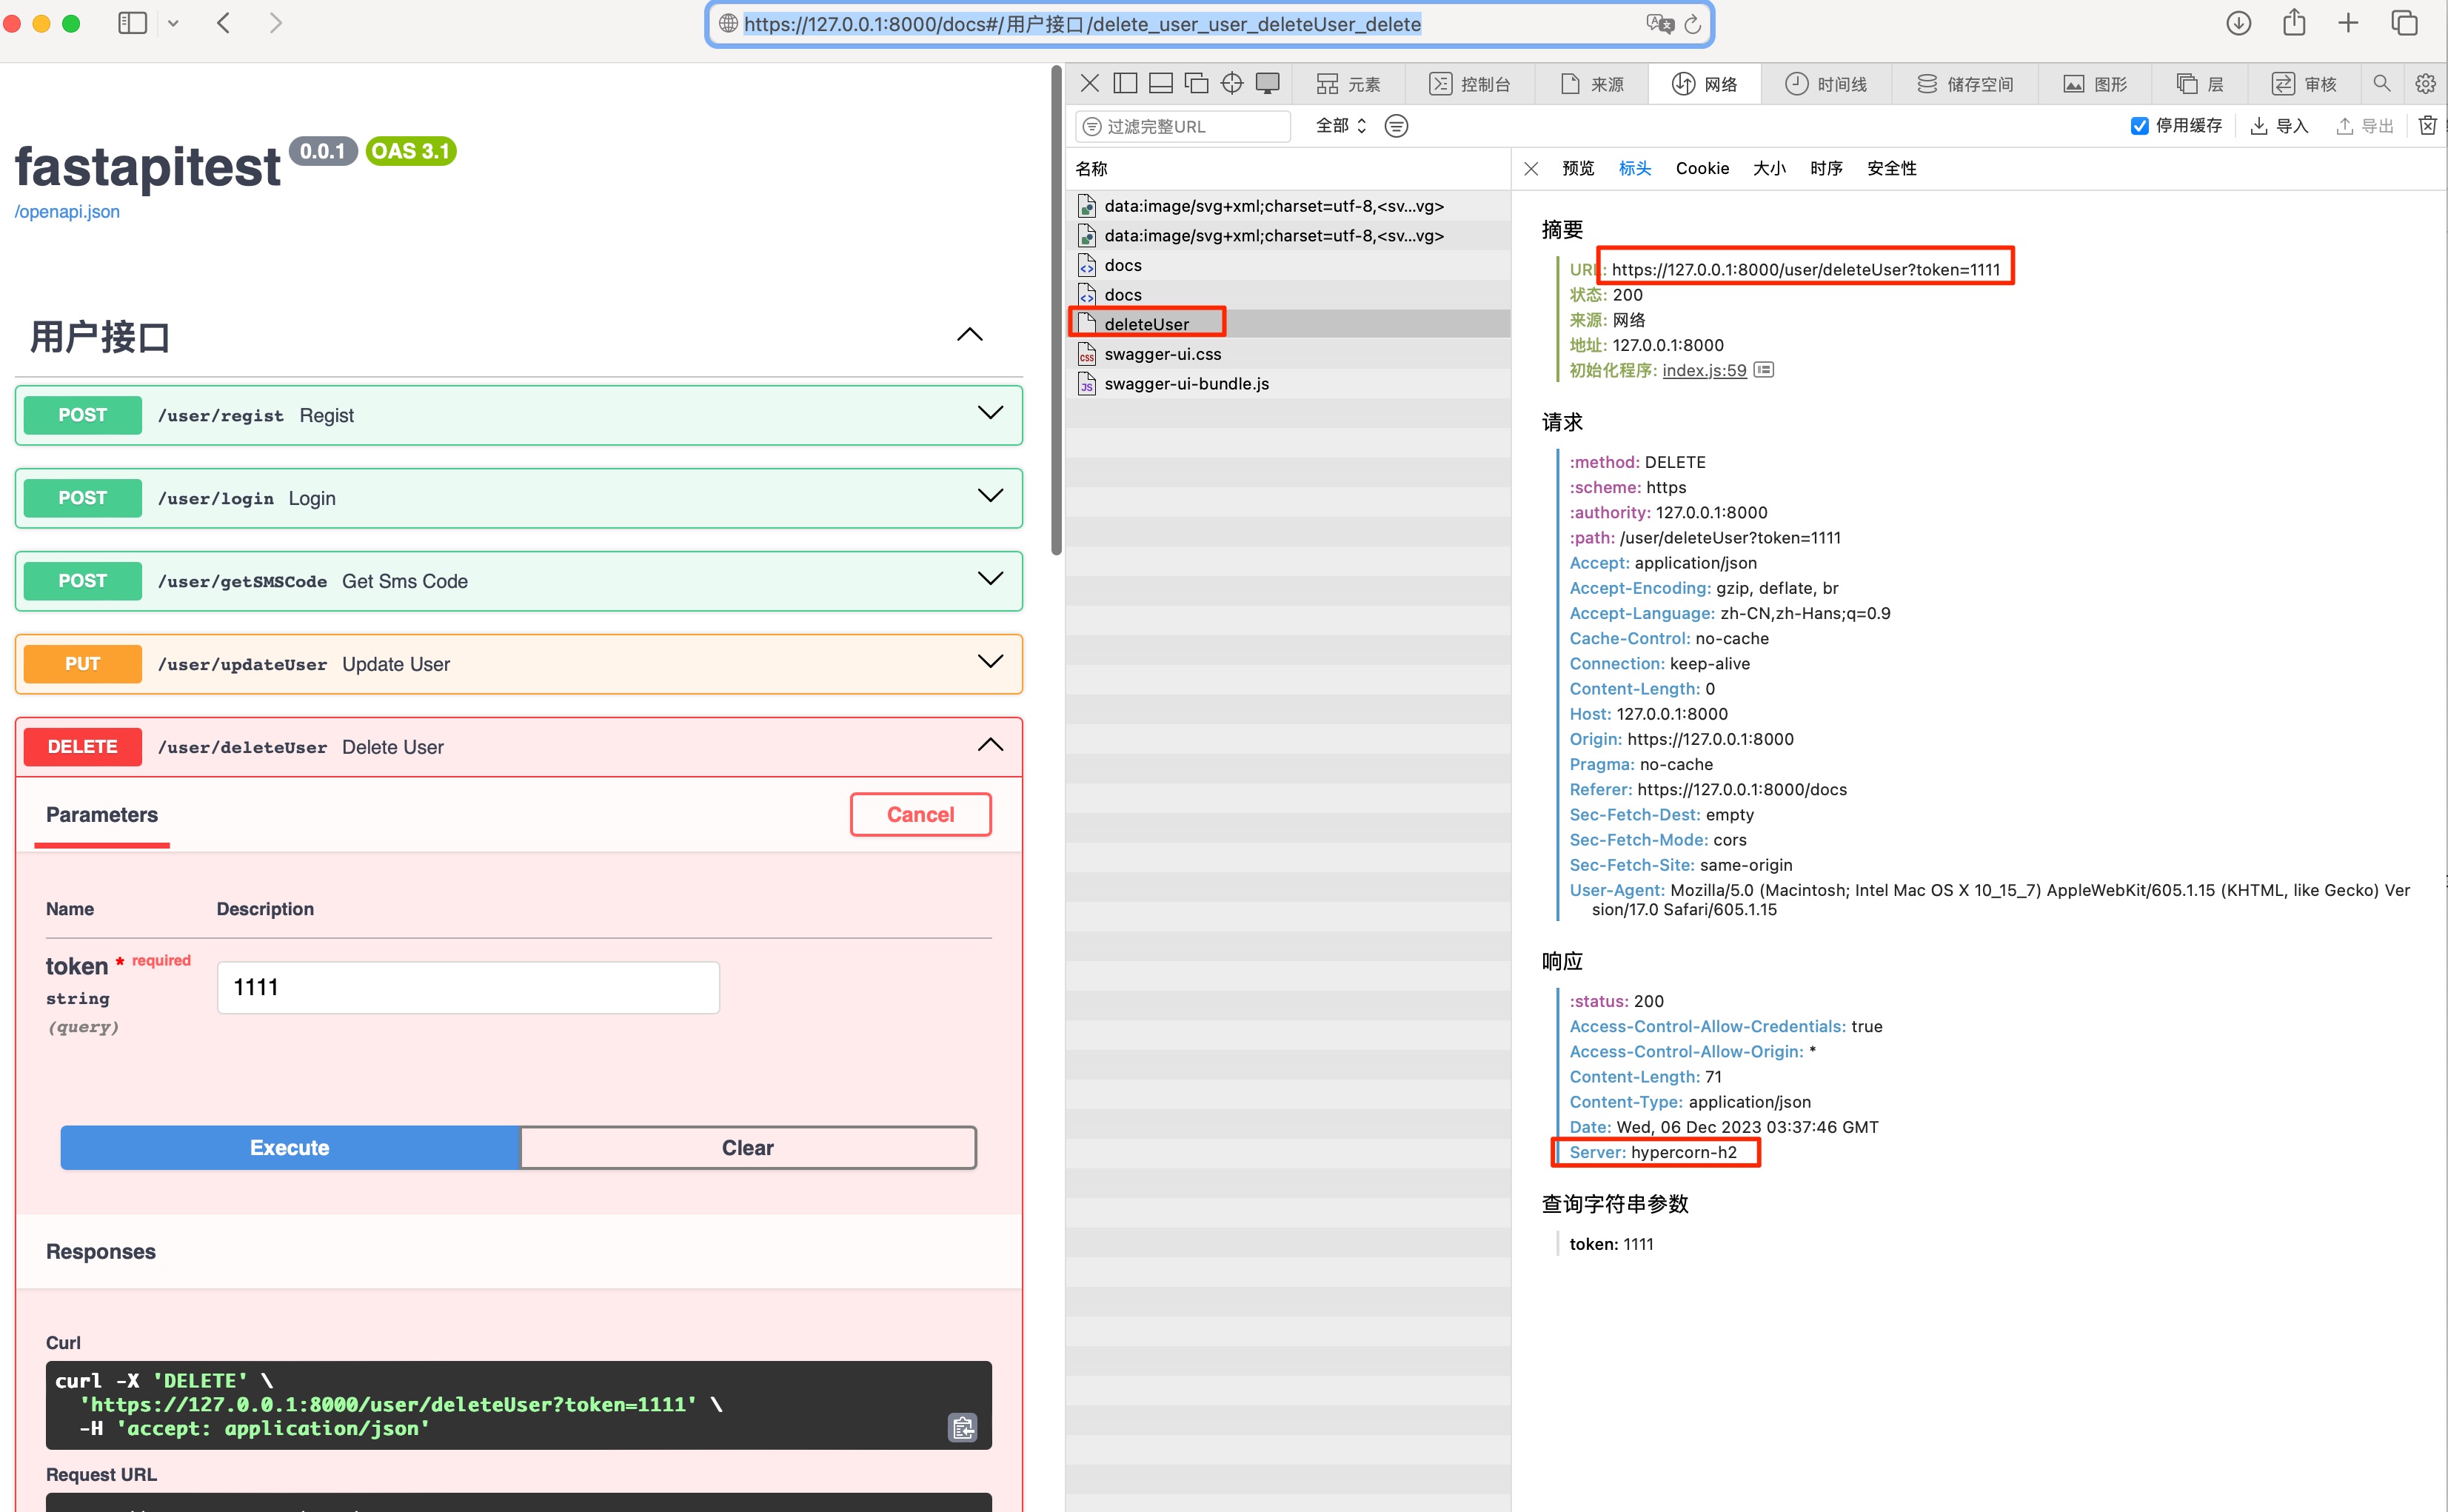 https://127.0.0.1:8000/docs#/用户接口/delete_user_user_deleteUser_delete
fastapitest 0.0.1 OAS 3.1
/openapi.json
用户接口
POST /user/regist Regist
POST /user/login Login
POST /user/getSMSCode Get Sms Code
PUT /user/updateUser Update User
DELETE /user/deleteUser Delete User
Parameters Cancel
Name Description
token * required
string
(query)
1111
Execute Clear
Responses
Curl
curl -X 'DELETE' \
'https://127.0.0.1:8000/user/deleteUser?token=1111' \
-H 'accept: application/json'
Request URL
元素 控制台 来源 网络 时间线 储存空间 图形 层 审核
过滤完整URL 全部 停用缓存 导入 导出
名称
data:image/svg+xml;charset=utf-8,<sv...vg>
data:image/svg+xml;charset=utf-8,<sv...vg>
docs
docs
deleteUser
swagger-ui.css
swagger-ui-bundle.js
预览 标头 Cookie 大小 时序 安全性
摘要
URL: https://127.0.0.1:8000/user/deleteUser?token=1111
状态: 200
来源: 网络
地址: 127.0.0.1:8000
初始化程序: index.js:59
请求
:method: DELETE
:scheme: https
:authority: 127.0.0.1:8000
:path: /user/deleteUser?token=1111
Accept: application/json
Accept-Encoding: gzip, deflate, br
Accept-Language: zh-CN,zh-Hans;q=0.9
Cache-Control: no-cache
Connection: keep-alive
Content-Length: 0
Host: 127.0.0.1:8000
Origin: https://127.0.0.1:8000
Pragma: no-cache
Referer: https://127.0.0.1:8000/docs
Sec-Fetch-Dest: empty
Sec-Fetch-Mode: cors
Sec-Fetch-Site: same-origin
User-Agent: Mozilla/5.0 (Macintosh; Intel Mac OS X 10_15_7) AppleWebKit/605.1.15 (KHTML, like Gecko) Ver
sion/17.0 Safari/605.1.15
响应
:status: 200
Access-Control-Allow-Credentials: true
Access-Control-Allow-Origin: *
Content-Length: 71
Content-Type: application/json
Date: Wed, 06 Dec 2023 03:37:46 GMT
Server: hypercorn-h2
查询字符串参数
token: 1111